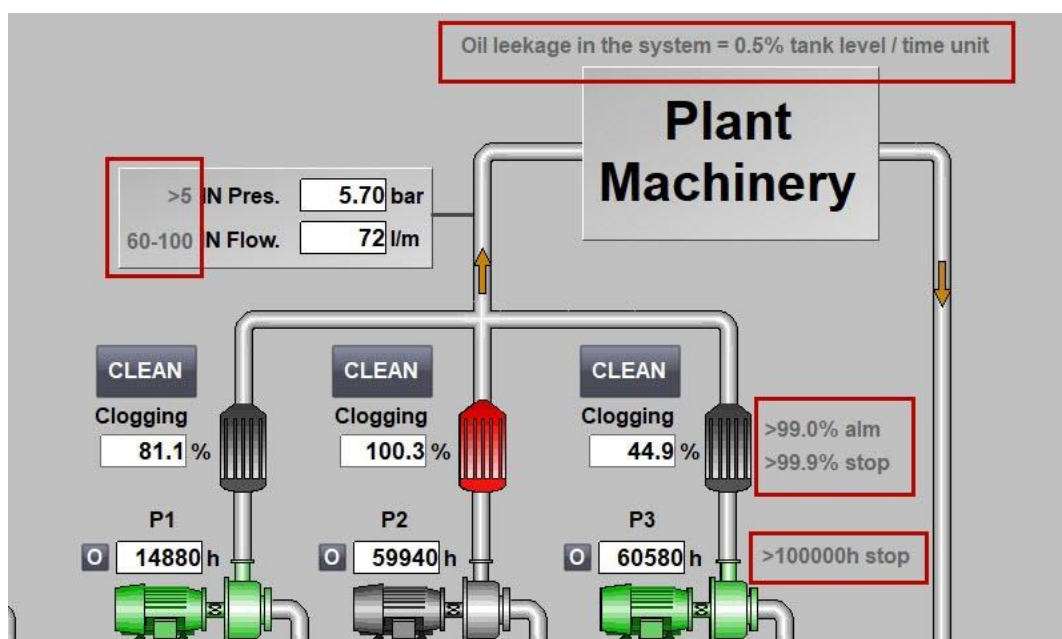 Oil leekage in the system = 0.5% tank level / time unit
Plant
Machinery
>5 IN Pres. 5.70 bar
60-100 IN Flow. 72 l/m
CLEAN CLEAN CLEAN
Clogging Clogging Clogging
81.1 % 100.3 % 44.9 %
>99.0% alm
>99.9% stop
P1 P2 P3
O 14880 h O 59940 h O 60580 h >100000h stop